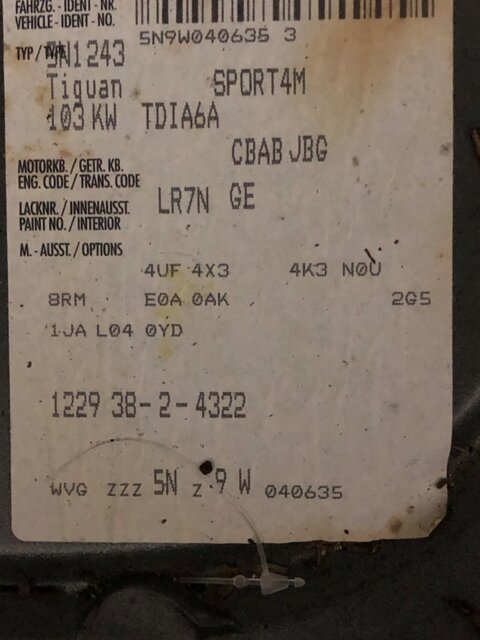 FAHRZG. - IDENT - NR.
VEHICLE - IDENT - NO.
5N9W040635 3
TYP / TYPE 5N1243
Tiguan SPORT4M
103 KW TDIA6A
CBAB JBG
MOTORKB. / GETR. KB.
ENG. CODE / TRANS. CODE
LACKNR. / INNENAUSST. LR7N GE
PAINT NO. / INTERIOR
M. - AUSST. / OPTIONS
4UF 4X3 4K3 N0U
8RM E0A 0AK 2G5
1JA L04 0YD
1229 38- 2- 4322
WVG ZZZ 5N Z 9 W 040635